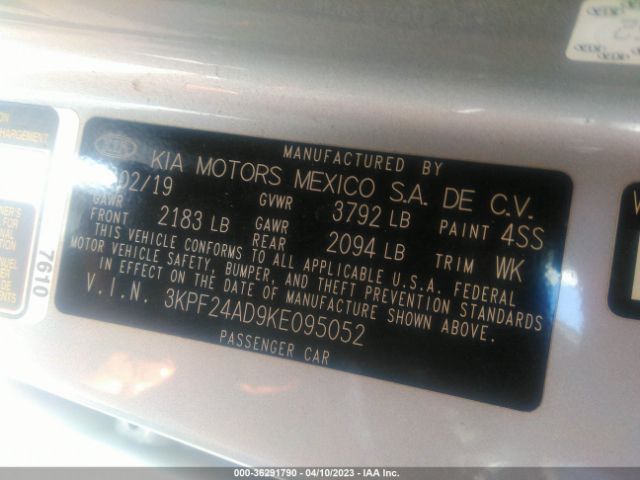 MANUFACTURED BY
KIA MOTORS MEXICO S.A. DE C.V.
02/19
GAWR
FRONT 2183 LB
GVWR 3792 LB
GAWR
REAR 2094 LB
PAINT 4SS
TRIM WK
THIS VEHICLE CONFORMS TO ALL APPLICABLE U.S.A. FEDERAL
MOTOR VEHICLE SAFETY, BUMPER, AND THEFT PREVENTION STANDARDS
IN EFFECT ON THE DATE OF MANUFACTURE SHOWN ABOVE.
V.I.N. 3KPF24AD9KE095052
PASSENGER CAR
7610
000-36291790 - 04/10/2023 - IAA Inc.